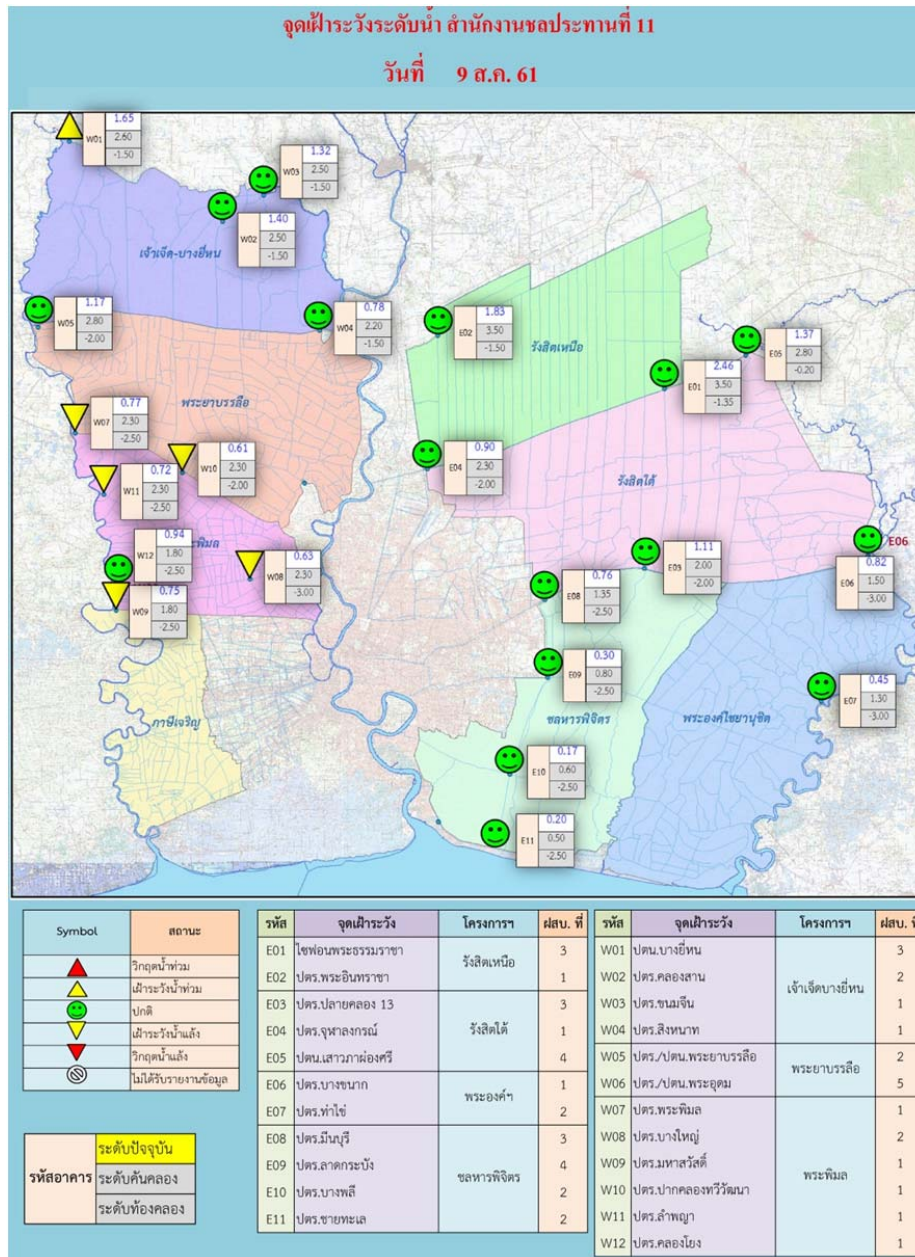 จุดเฝ้าระวังระดับน้ำ สำนักงานชลประทานที่ 11
วันที่ 9 ส.ค. 61
W01 1.65 2.60 -1.50
W03 1.32 2.50 -1.50
W02 1.40 2.50 -1.50
เจ้าเจ็ด-บางยี่หน
W05 1.17 2.80 -2.00
W04 0.78 2.20 -1.50
E02 1.83 3.50 -1.50
รังสิตเหนือ
E05 1.37 2.80 -0.20
E01 2.46 3.50 -1.35
พระยาบรรลือ
W07 0.77 2.30 -2.50
W10 0.61 2.30 -2.00
E04 0.90 2.30 -2.00
W11 0.72 2.30 -2.50
รังสิตใต้
W12 0.94 1.80 -2.50
พิมล
W08 0.63 2.30 -3.00
E03 1.11 2.00 -2.00
E06
E06 0.82 1.50 -3.00
W09 0.75 1.80 -2.50
E08 0.76 1.35 -2.50
E09 0.30 0.80 -2.50
E07 0.45 1.30 -3.00
ภาษีเจริญ
ชลหารพิจิตร
พระองค์ไชยานุชิต
E10 0.17 0.60 -2.50
E11 0.20 0.50 -2.50
Symbol สถานะ
วิกฤตน้ำท่วม
เฝ้าระวังน้ำท่วม
ปกติ
เฝ้าระวังน้ำแล้ง
วิกฤตน้ำแล้ง
ไม่ได้รับรายงานข้อมูล
รหัสอาคาร
ระดับปัจจุบัน
ระดับคันคลอง
ระดับท้องคลอง
รหัส จุดเฝ้าระวัง โครงการฯ ฝสบ. ที่
E01 ไซฟอนพระธรรมราชา รังสิตเหนือ 3
E02 ปตร.พระอินทราชา 1
E03 ปตร.ปลายคลอง 13 รังสิตใต้ 3
E04 ปตร.จุฬาลงกรณ์ 1
E05 ปตน.เสาวภาผ่องศรี 4
E06 ปตร.บางขนาก พระองค์ฯ 1
E07 ปตร.ท่าไข่ 2
E08 ปตร.มีนบุรี ชลหารพิจิตร 3
E09 ปตร.ลาดกระบัง 4
E10 ปตร.บางพลี 2
E11 ปตร.ชายทะเล 2
รหัส จุดเฝ้าระวัง โครงการฯ ฝสบ. ที่
W01 ปตน.บางยี่หน เจ้าเจ็ดบางยี่หน 3
W02 ปตร.คลองสาน 2
W03 ปตร.ขนมจีน 1
W04 ปตร.สิงหนาท 1
W05 ปตร./ปตน.พระยาบรรลือ พระยาบรรลือ 2
W06 ปตร./ปตน.พระอุดม 5
W07 ปตร.พระพิมล พระพิมล 1
W08 ปตร.บางใหญ่ 2
W09 ปตร.มหาสวัสดิ์ 1
W10 ปตร.ปากคลองทวีวัฒนา 1
W11 ปตร.ลำพญา 1
W12 ปตร.คลองโยง 1